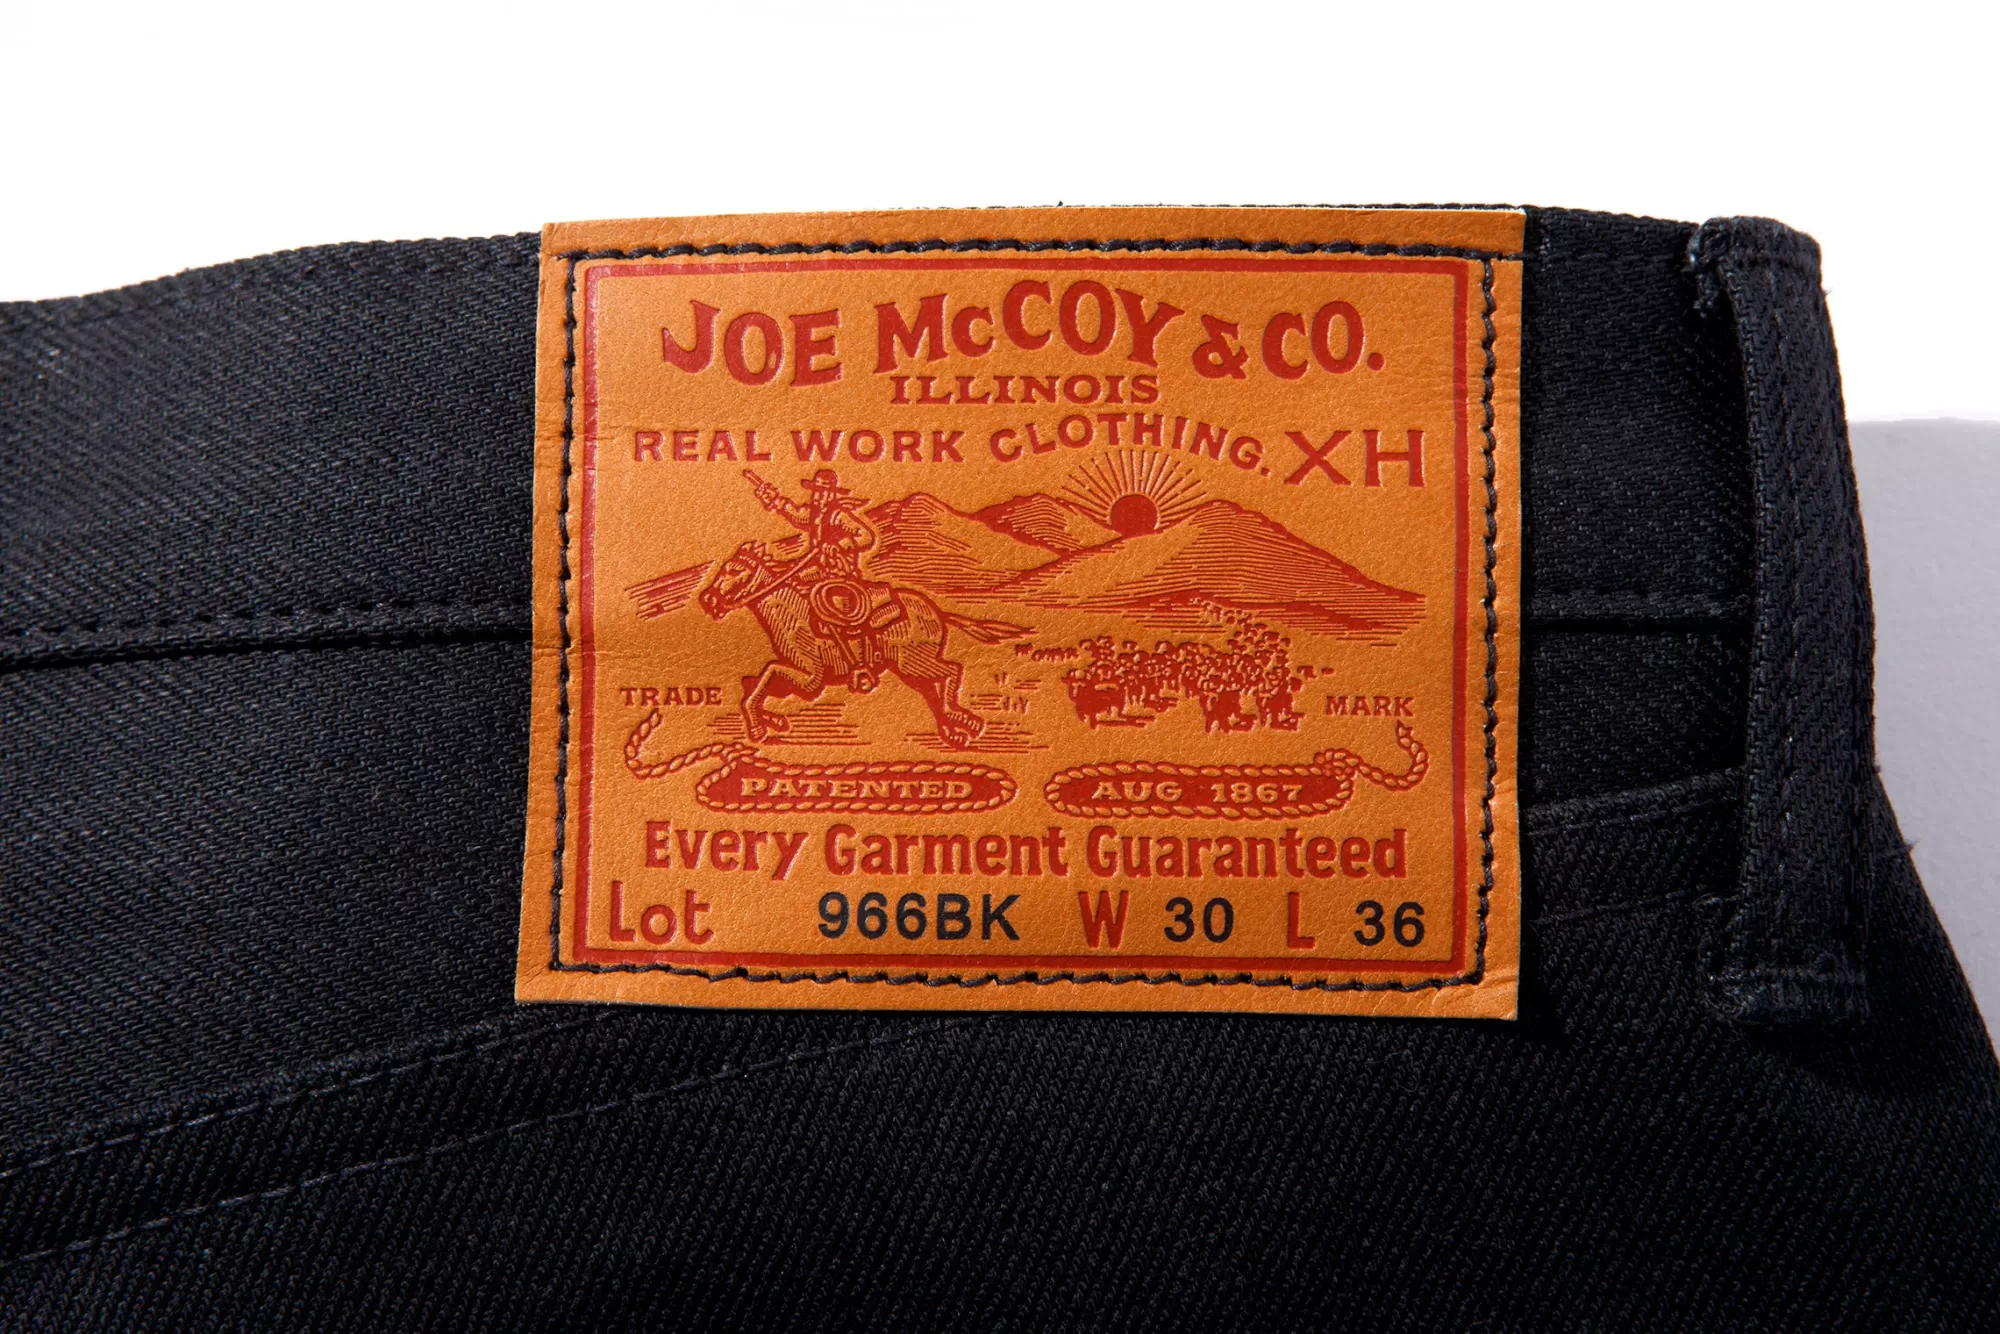 JOE McCOY & CO.
ILLINOIS
REAL WORK CLOTHING. XH
TRADE MARK
PATENTED AUG 1867
Every Garment Guaranteed
Lot 966BK W 30 L 36